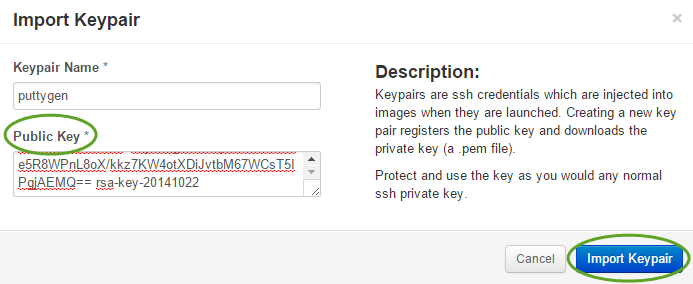 Import Keypair
×
Keypair Name *
puttygen
Public Key *
e5R8WPnL8oX/kkz7KW4otXDiJvtbM67WCsT5I
PgjAEMQ== rsa-key-20141022
Description:
Keypairs are ssh credentials which are injected into
images when they are launched. Creating a new key
pair registers the public key and downloads the
private key (a .pem file).
Protect and use the key as you would any normal
ssh private key.
Cancel
Import Keypair